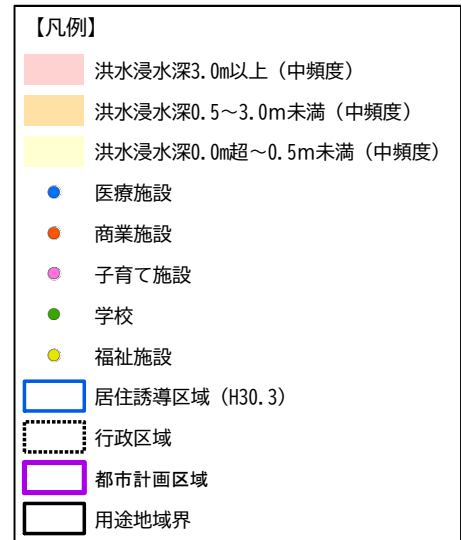 【凡例】
洪水浸水深3.0m以上（中頻度）
洪水浸水深0.5～3.0m未満（中頻度）
洪水浸水深0.0m超～0.5m未満（中頻度）
医療施設
商業施設
子育て施設
学校
福祉施設
居住誘導区域（H30.3）
行政区域
都市計画区域
用途地域界